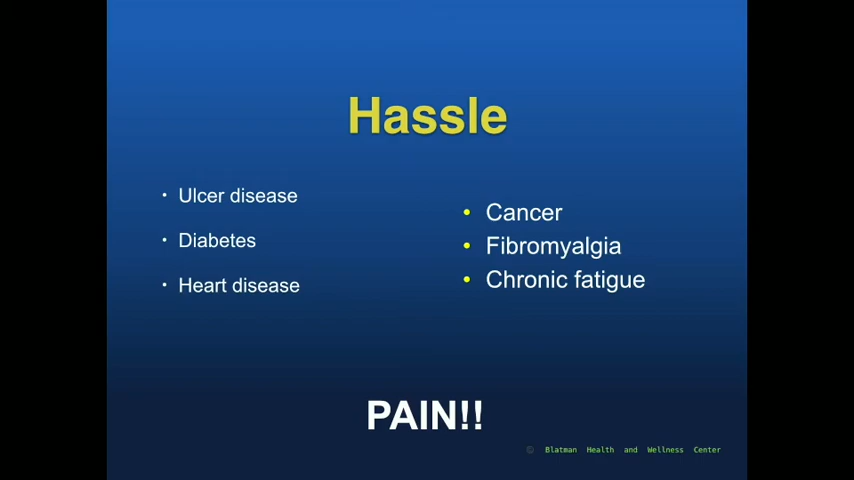 Hassle
• Ulcer disease
• Diabetes
• Heart disease
• Cancer
• Fibromyalgia
• Chronic fatigue
PAIN!!
Blatman Health and Wellness Center